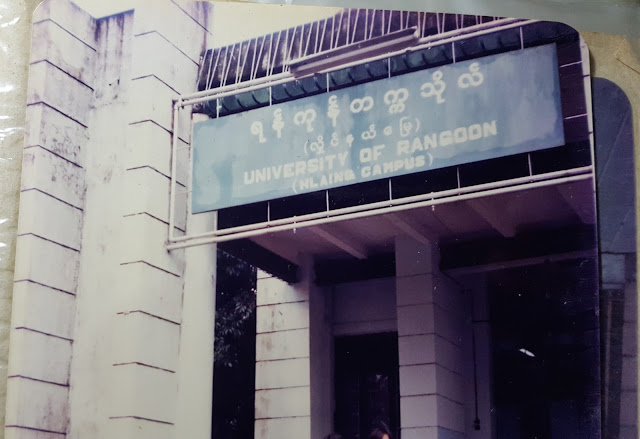 ရန်ကုန်တက္ကသိုလ်
(လှိုင်နယ်မြေ)
UNIVERSITY OF RANGOON
(HLAING CAMPUS)